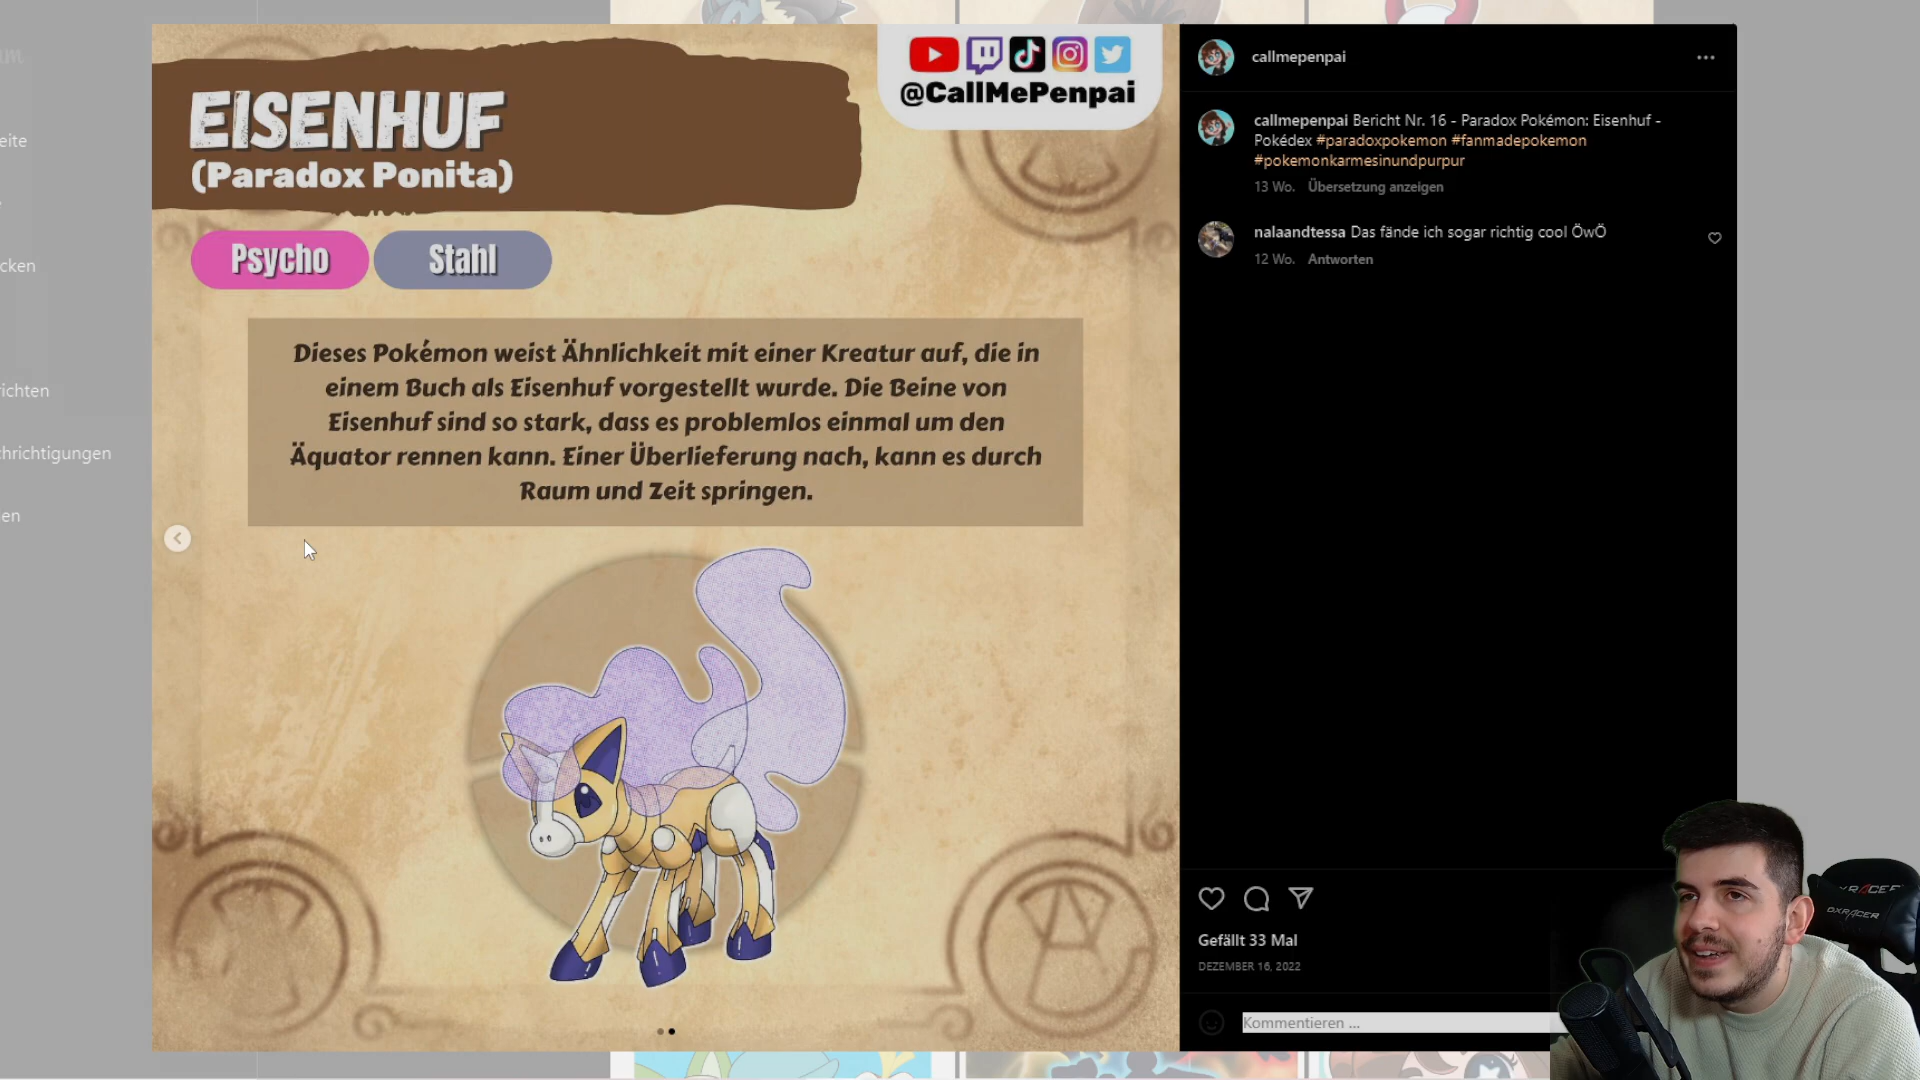 eite
cken
richten
chrichtigungen
en
EISENHUF
(Paradox Ponita)
@CallMePenpai
Psycho
Stahl
Dieses Pokémon weist Ähnlichkeit mit einer Kreatur auf, die in
einem Buch als Eisenhuf vorgestellt wurde. Die Beine von
Eisenhuf sind so stark, dass es problemlos einmal um den
Äquator rennen kann. Einer Überlieferung nach, kann es durch
Raum und Zeit springen.
callmepenpai
callmepenpai Bericht Nr. 16 - Paradox Pokémon: Eisenhuf -
Pokédex #paradoxpokemon #fanmadepokemon
#pokemonkarmesinundpurpur
13 Wo. Übersetzung anzeigen
nalaandtessa Das fände ich sogar richtig cool ÖwÖ
12 Wo. Antworten
Gefällt 33 Mal
DEZEMBER 16, 2022
Kommentieren ...
DXRACER